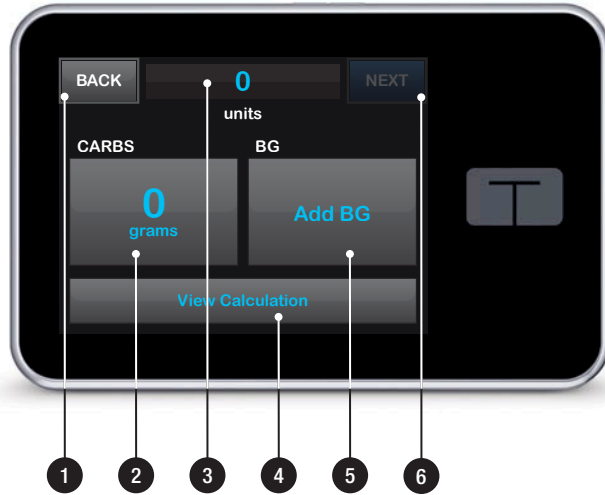 BACK
0
NEXT
units
CARBS
BG
0
grams
Add BG
View Calculation
1
2
3
4
5
6